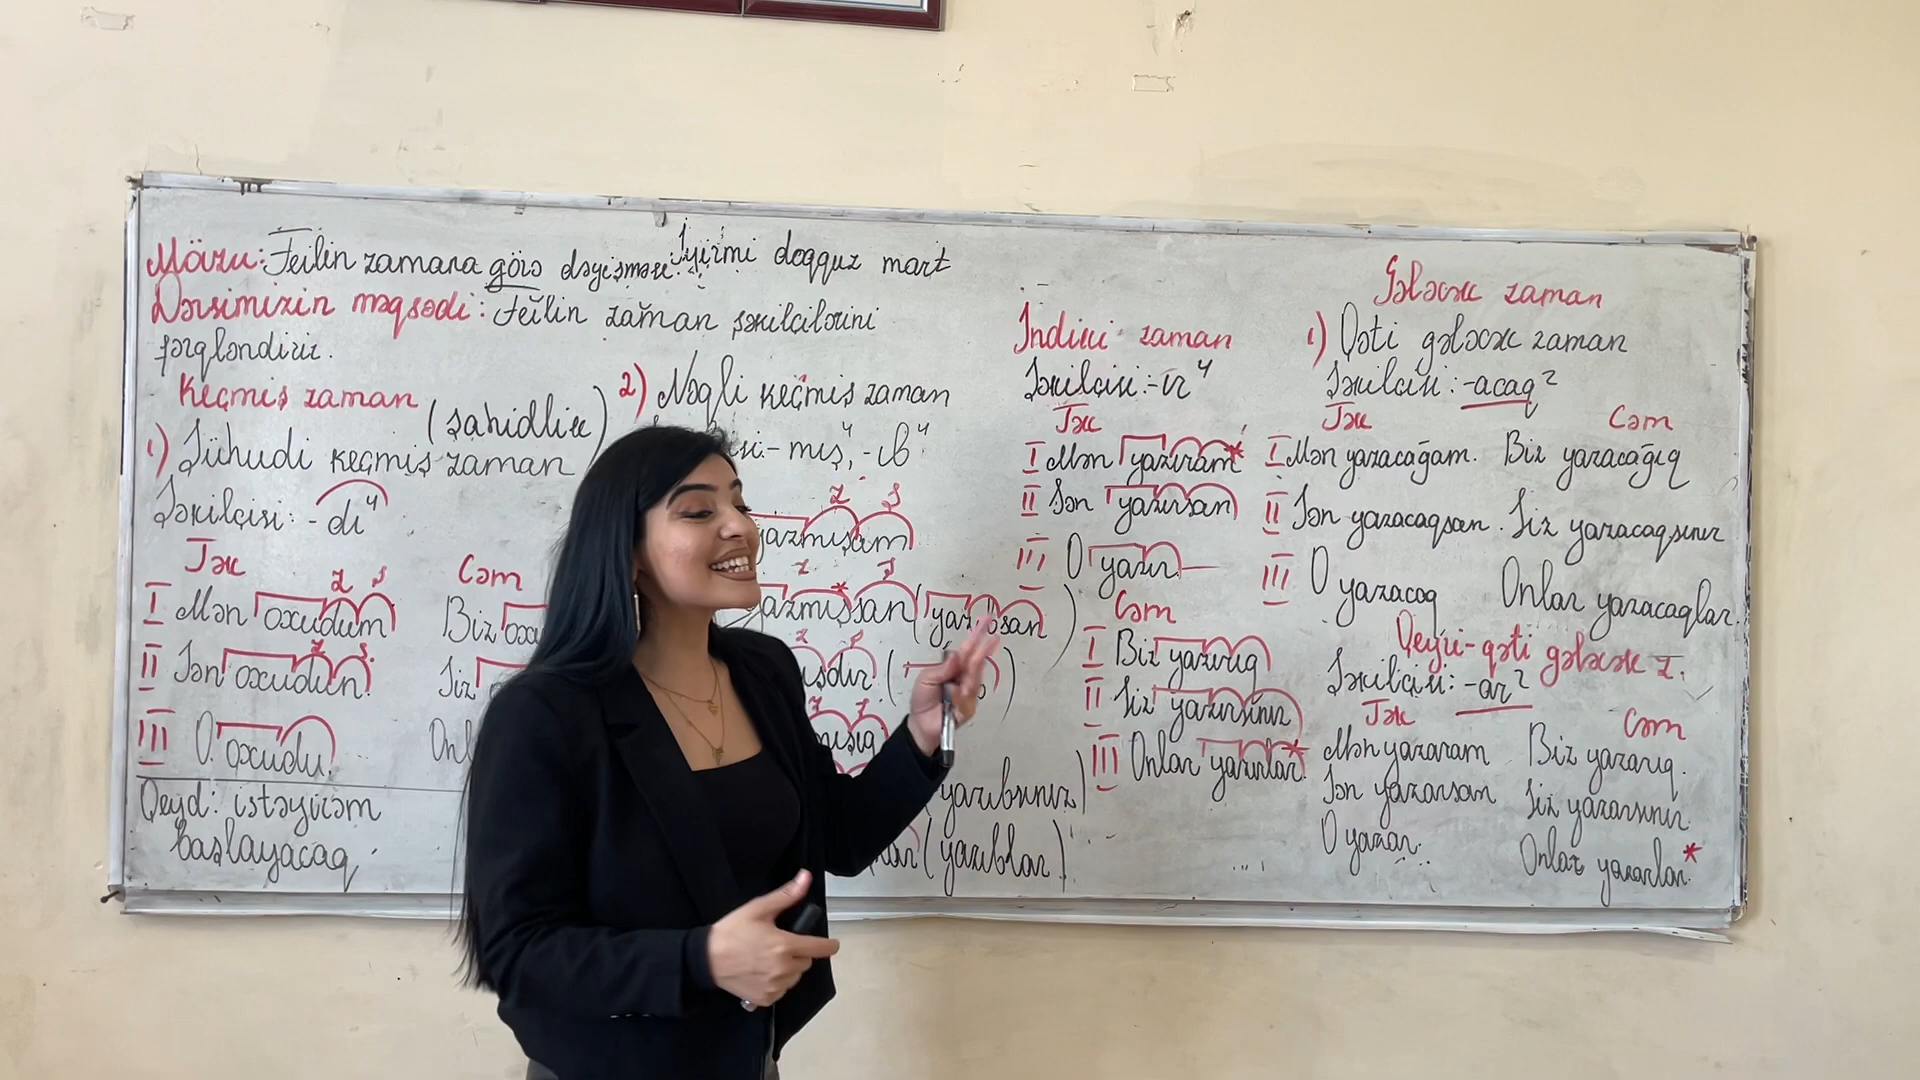 Mövzu: Feilin zamana görə dəyişməsi. İyirmi doqquz mart
Dərsimizin məqsədi: Feilin zaman şəkilçilərini
fərqləndirir.
Keçmiş zaman
(şahidlik)
1) Şühudi keçmiş zaman
Şəkilçisi: -dı⁴
Tək Cəm
I Mən oxudum Biz
II Sən oxudun. Siz
III O oxudu.
Qeyd: istəyirəm
başlayacaq
2) Nəqli keçmiş zaman
-mış⁴, -ıb⁴
z ş
yazmışam
z ş
yazmışsan (yazıbsan)
(yazıbsınız)
(yazıblar)
İndiki zaman
Şəkilçisi: -ır⁴
Tək
I Mən yazıram*
II Sən yazırsan
III O yazır
Cəm
I Biz yazırıq
II Siz yazırsınız
III Onlar yazırlar.*
Gələcək zaman
1) Qəti gələcək zaman
Şəkilçisi: -acaq²
Tək Cəm
I Mən yazacağam. Biz yazacağıq
II Sən yazacaqsan. Siz yazacaqsınız
III O yazacaq Onlar yazacaqlar.
Qeyri-qəti gələcək z.
Şəkilçisi: -ar²
Tək Cəm
Mən yazaram Biz yazarıq.
Sən yazarsan Siz yazarsınız.
O yazar. Onlar yazarlar.*